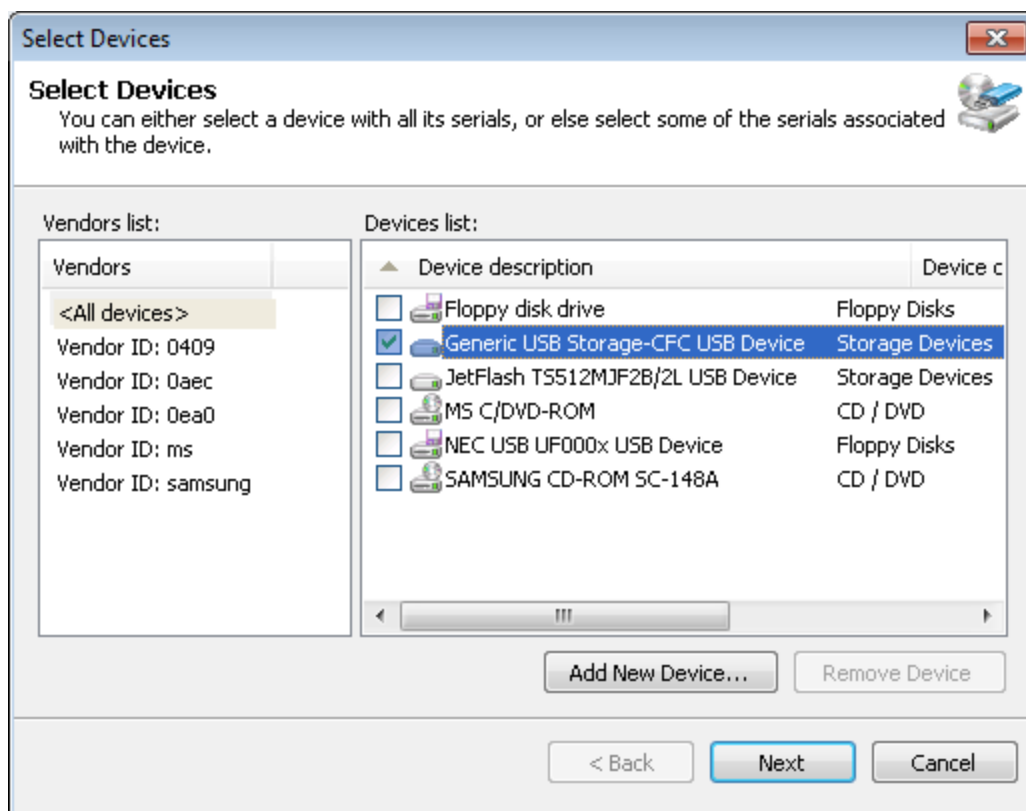 Select Devices
Select Devices
You can either select a device with all its serials, or else select some of the serials associated
with the device.
Vendors list:
Vendors
<All devices>
Vendor ID: 0409
Vendor ID: 0aec
Vendor ID: 0ea0
Vendor ID: ms
Vendor ID: samsung
Devices list:
Device description Device c
Floppy disk drive Floppy Disks
Generic USB Storage-CFC USB Device Storage Devices
JetFlash TS512MJF2B/2L USB Device Storage Devices
MS C/DVD-ROM CD / DVD
NEC USB UF000x USB Device Floppy Disks
SAMSUNG CD-ROM SC-148A CD / DVD
Add New Device... Remove Device
< Back Next Cancel